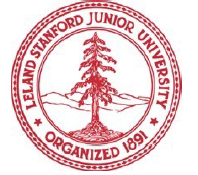 LELAND STANFORD JUNIOR UNIVERSITY
ORGANIZED 1891